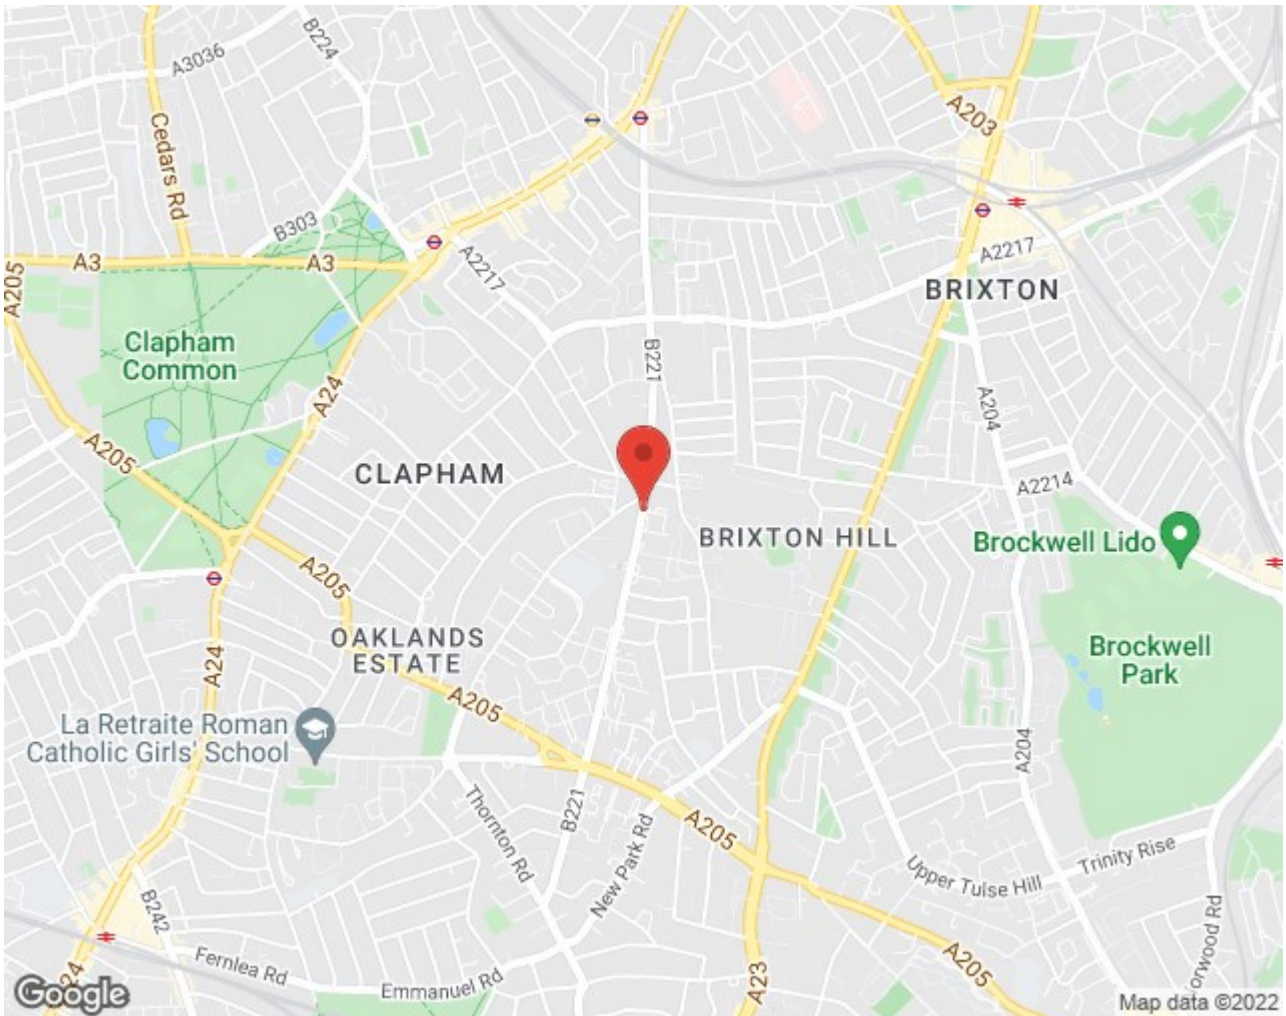 B224
A3036
A203
Cedars Rd
B303
A3
A3
A205
A2217
A2217
BRIXTON
Clapham
Common
B221
A24
A204
A205
CLAPHAM
A2214
BRIXTON HILL
Brockwell Lido
A205
OAKLANDS
ESTATE
Brockwell
Park
A24
A205
La Retraite Roman
Catholic Girls' School
A204
B221
Thornton Rd
New Park Rd
A205
Upper Tulse Hill
Trinity Rise
B242
Fernlea Rd
Emmanuel Rd
A24
A23
A205
orwood Rd
Google
Map data ©2022